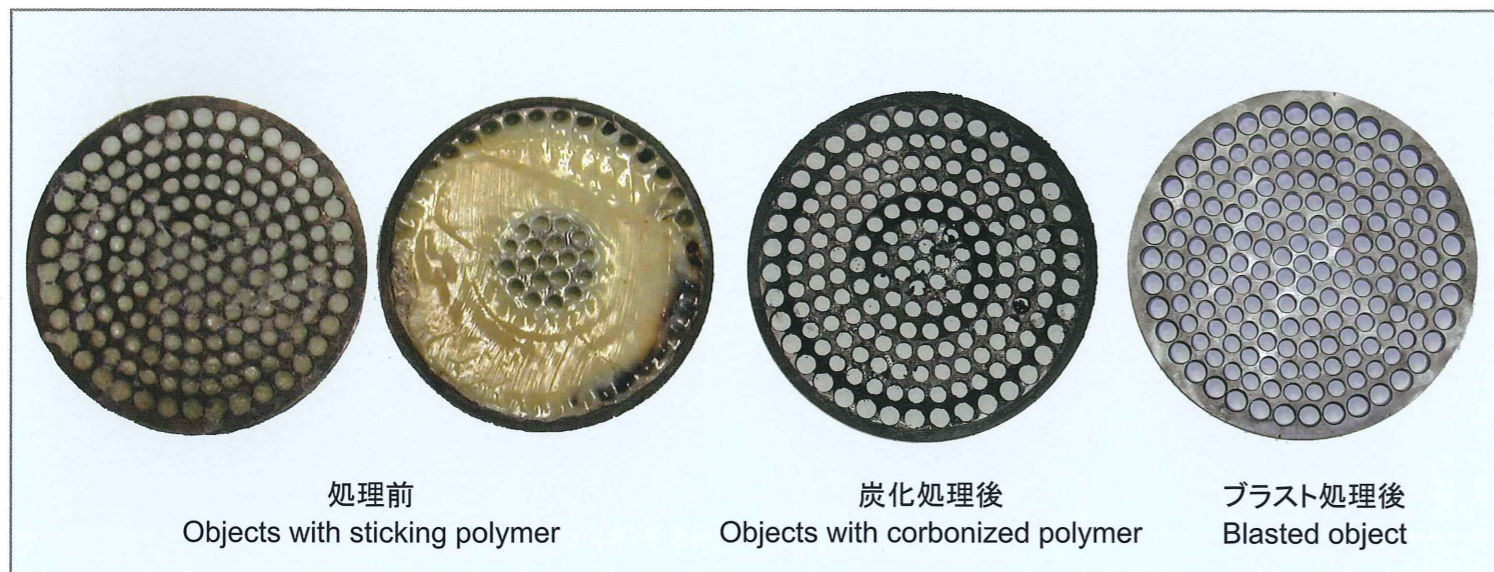 処理前
Objects with sticking polymer
炭化処理後
Objects with corbonized polymer
ブラスト処理後
Blasted object